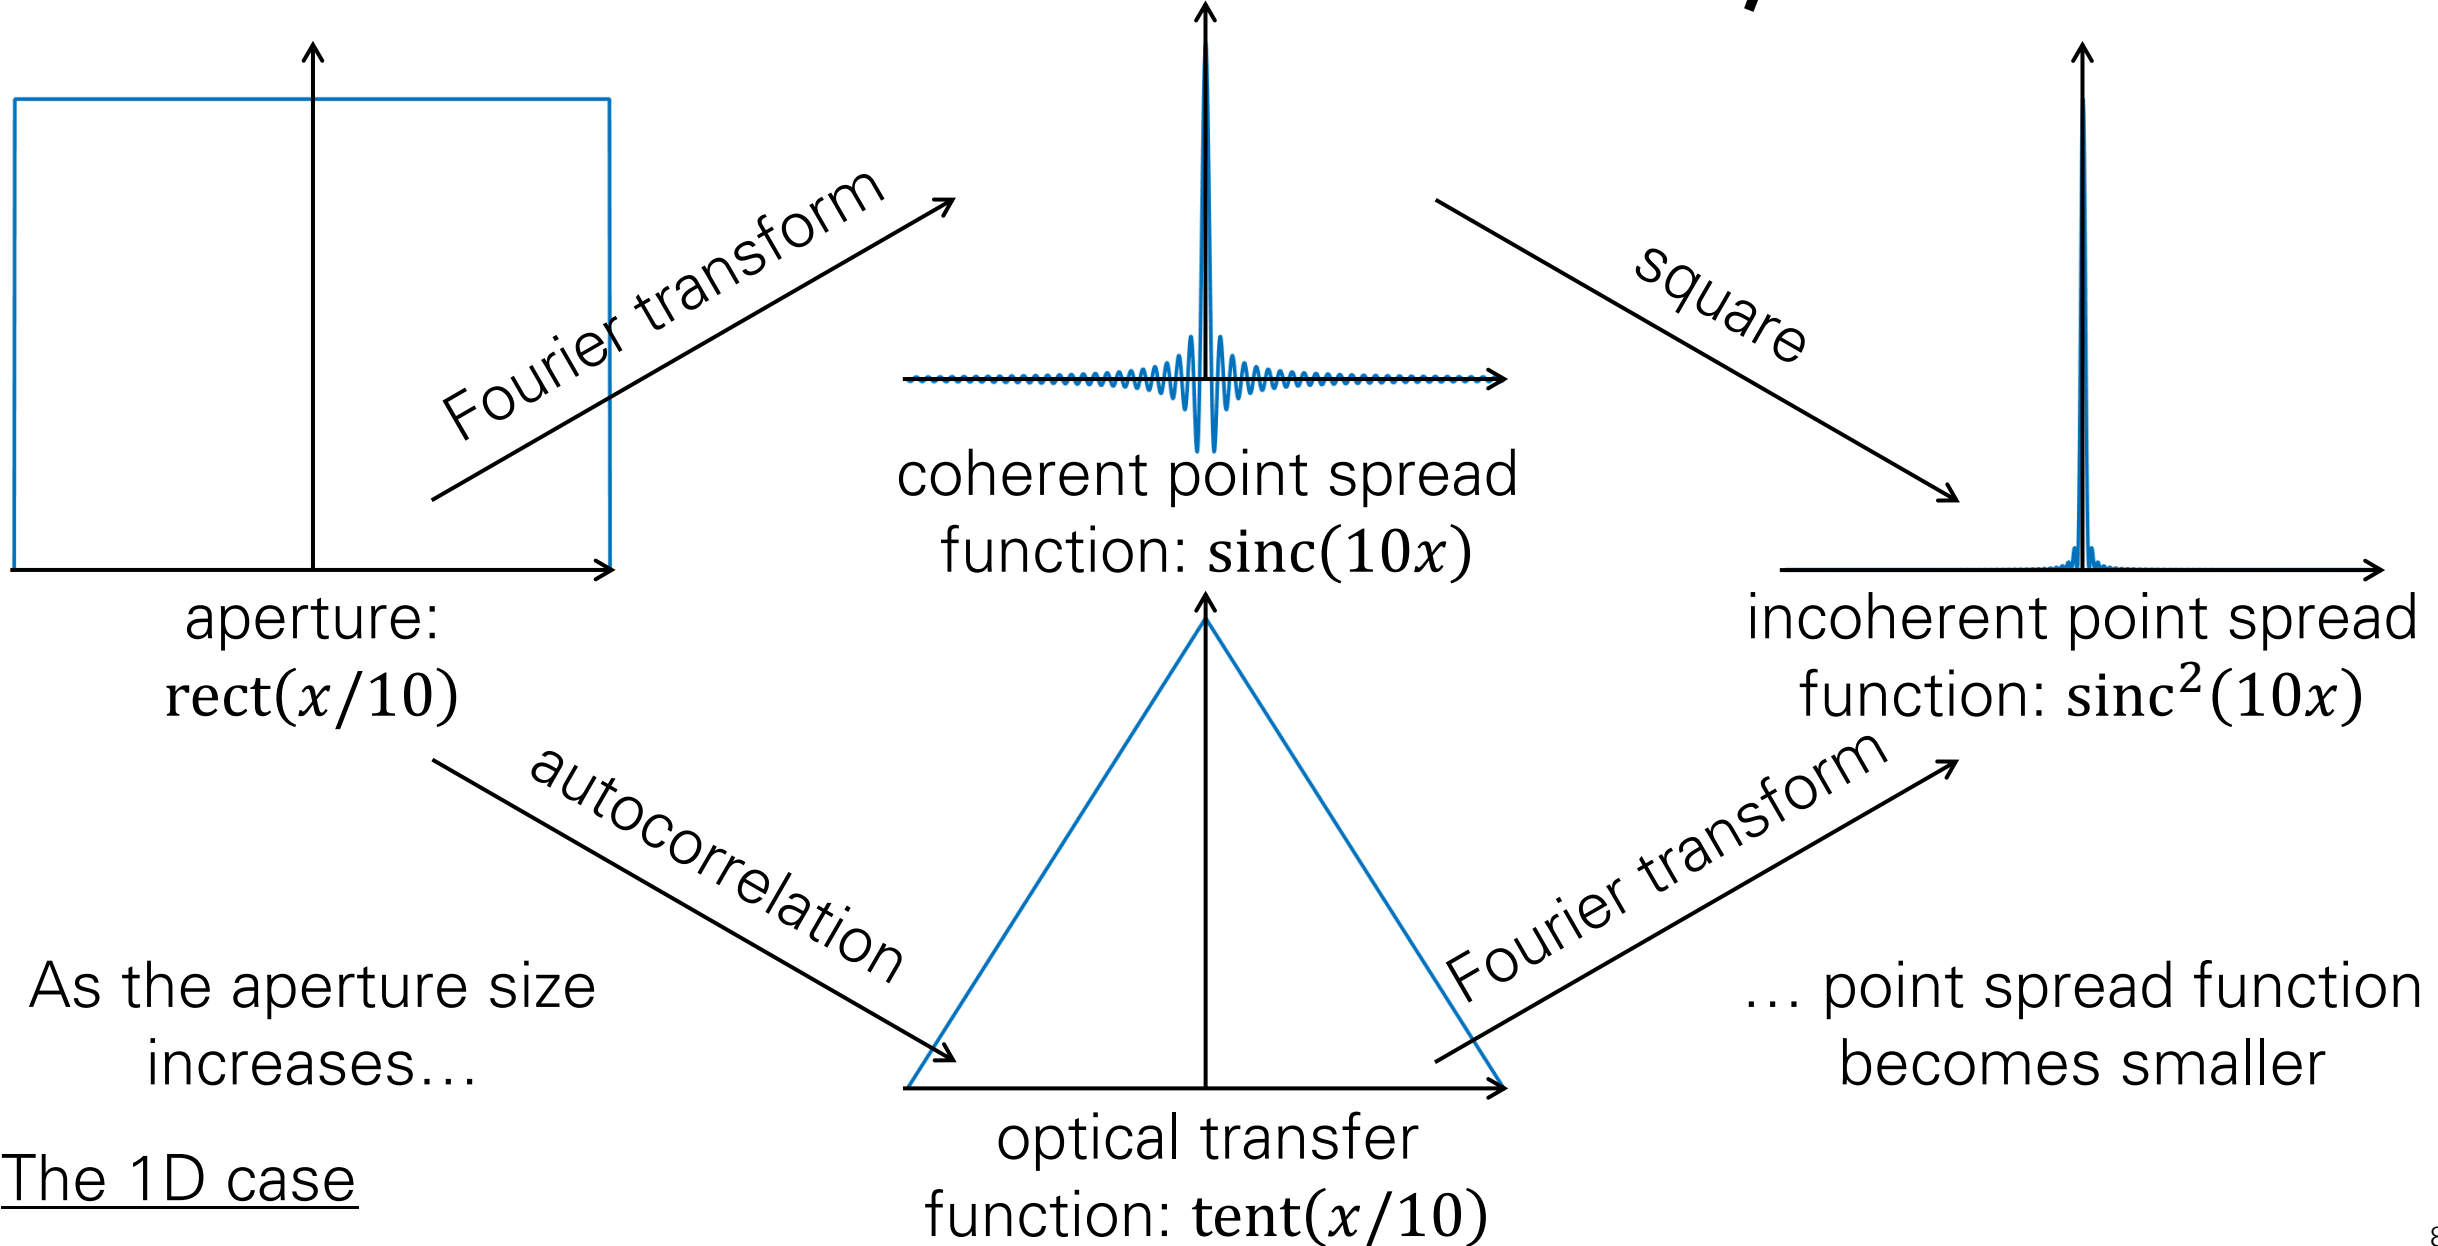 Fourier transform
square
coherent point spread
function: sinc(10x)
aperture:
rect(x/10)
incoherent point spread
function: sinc²(10x)
autocorrelation
Fourier transform
As the aperture size
increases…
… point spread function
becomes smaller
optical transfer
function: tent(x/10)
The 1D case